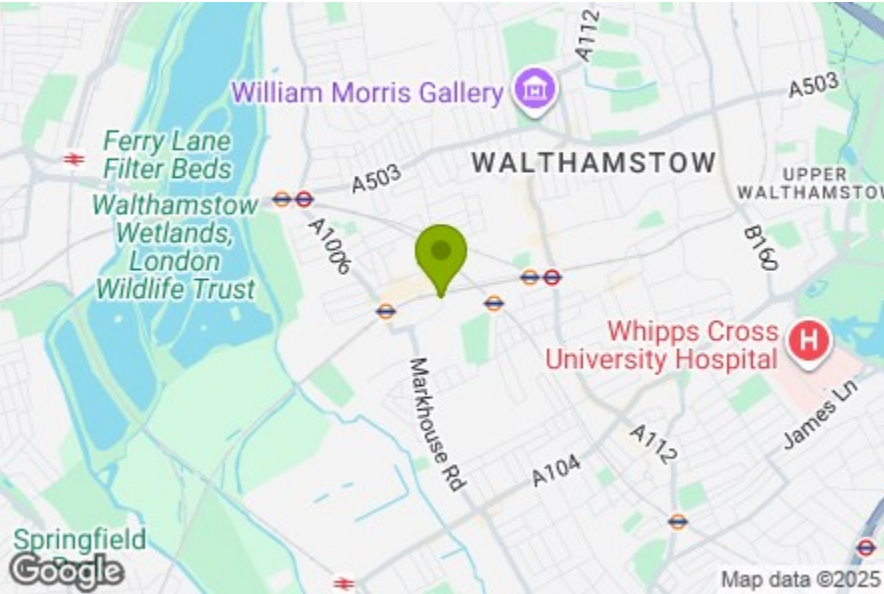 A112
William Morris Gallery
A503
Ferry Lane
Filter Beds
A503
WALTHAMSTOW
UPPER
WALTHAMSTOW
Walthamstow
Wetlands,
London
Wildlife Trust
A1006
B160
Whipps Cross
University Hospital
H
Markhouse Rd
James Ln
A112
A104
Springfield
Google
Map data ©2025